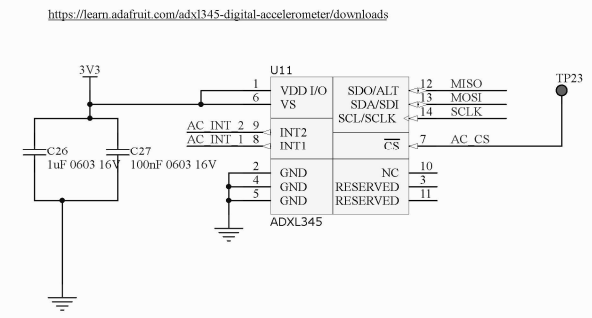 https://learn.adafruit.com/adxl345-digital-accelerometer/downloads
3V3
U11
TP23
1 VDD I/O SDO/ALT 12 MISO
6 VS SDA/SDI 13 MOSI
SCL/SCLK 14 SCLK
AC_INT_2 9 INT2
AC_INT_1 8 INT1 CS 7 AC_CS
C26 C27
1uF 0603 16V 100nF 0603 16V
2 GND NC 10
4 GND RESERVED 3
5 GND RESERVED 11
ADXL345